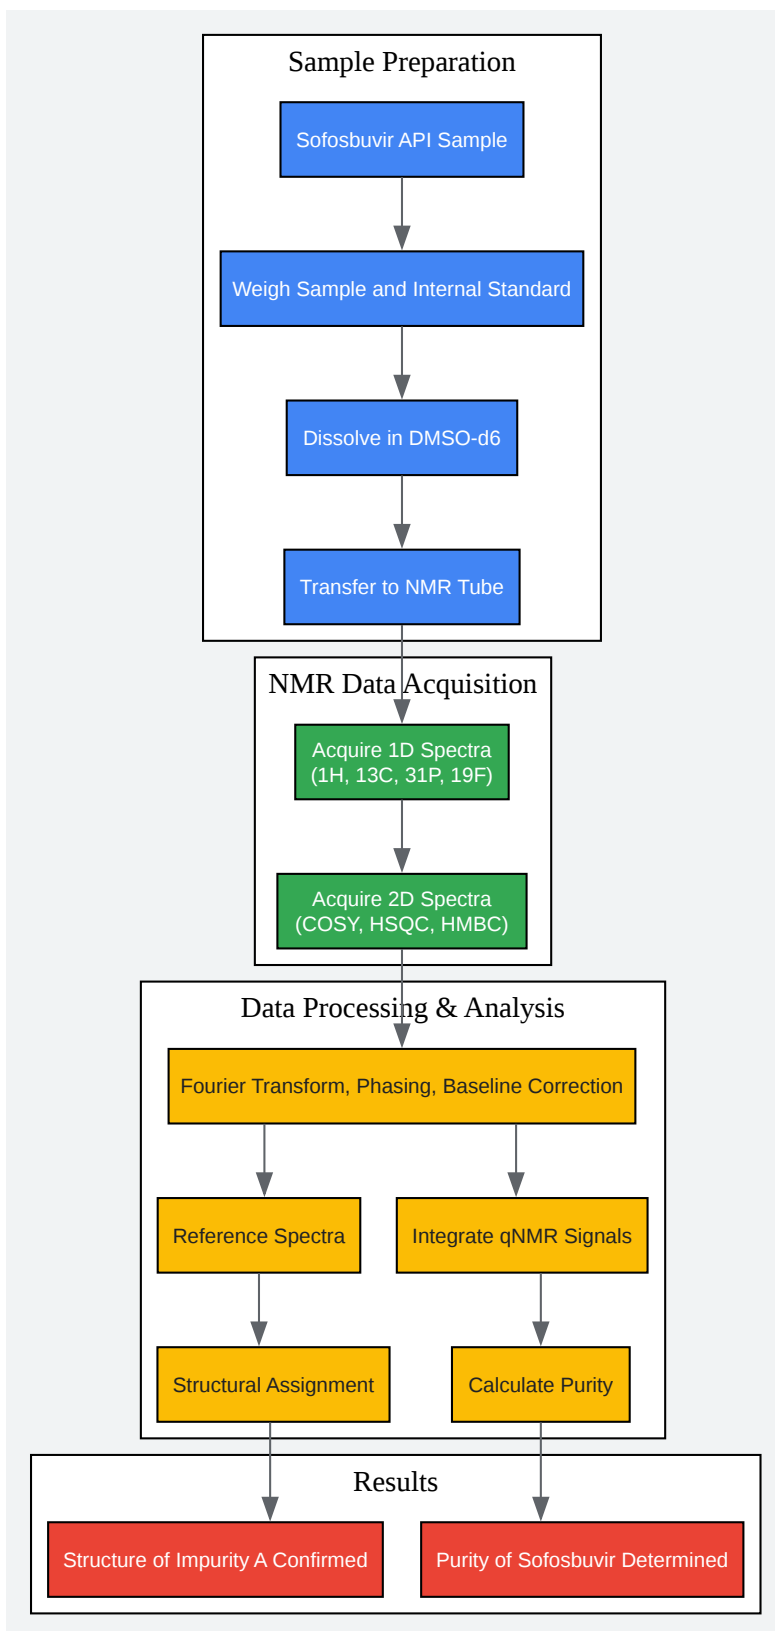 Sample Preparation
Sofosbuvir API Sample
Weigh Sample and Internal Standard
Dissolve in DMSO-d6
Transfer to NMR Tube
NMR Data Acquisition
Acquire 1D Spectra
(1H, 13C, 31P, 19F)
Acquire 2D Spectra
(COSY, HSQC, HMBC)
Data Processing & Analysis
Fourier Transform, Phasing, Baseline Correction
Reference Spectra
Integrate qNMR Signals
Structural Assignment
Calculate Purity
Results
Structure of Impurity A Confirmed
Purity of Sofosbuvir Determined